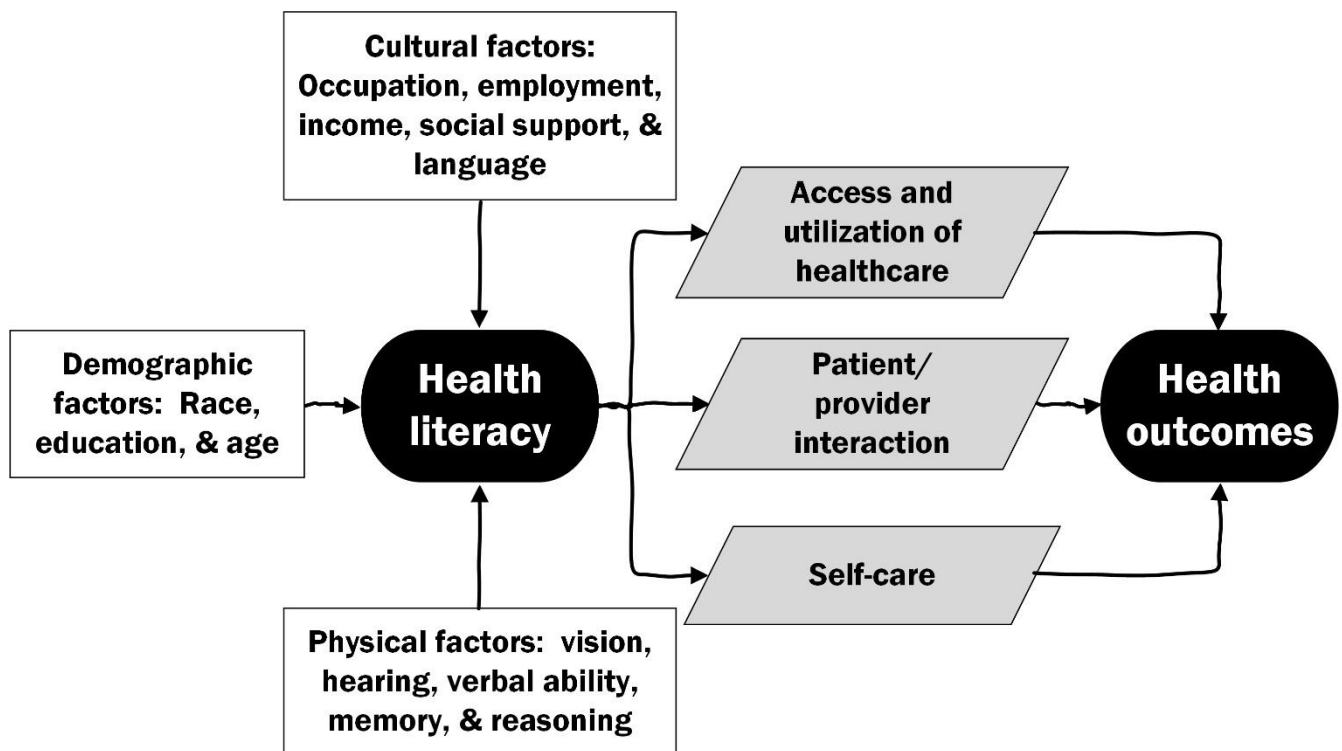 Cultural factors:
Occupation, employment,
income, social support, &
language
Demographic
factors:  Race,
education, & age
Health
literacy
Physical factors:  vision,
hearing, verbal ability,
memory, & reasoning
Access and
utilization of
healthcare
Patient/
provider
interaction
Self-care
Health
outcomes